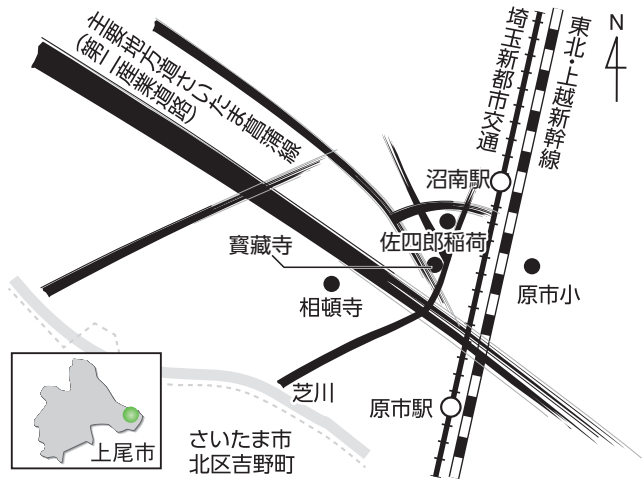 主要地方道さいたま菖蒲線
(第二産業道路)
埼玉新都市交通
東北・上越新幹線
N
沼南駅
佐四郎稲荷
寶藏寺
相頓寺
原市小
芝川
原市駅
上尾市
さいたま市
北区吉野町